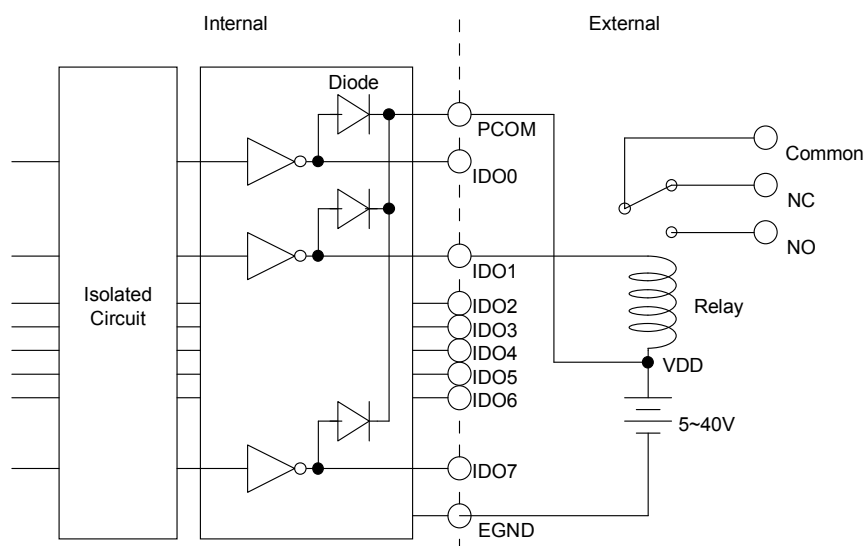 Internal
External
Diode
PCOM
Common
IDO0
NC
NO
IDO1
Isolated
Circuit
IDO2
Relay
IDO3
IDO4
VDD
IDO5
IDO6
5~40V
IDO7
EGND